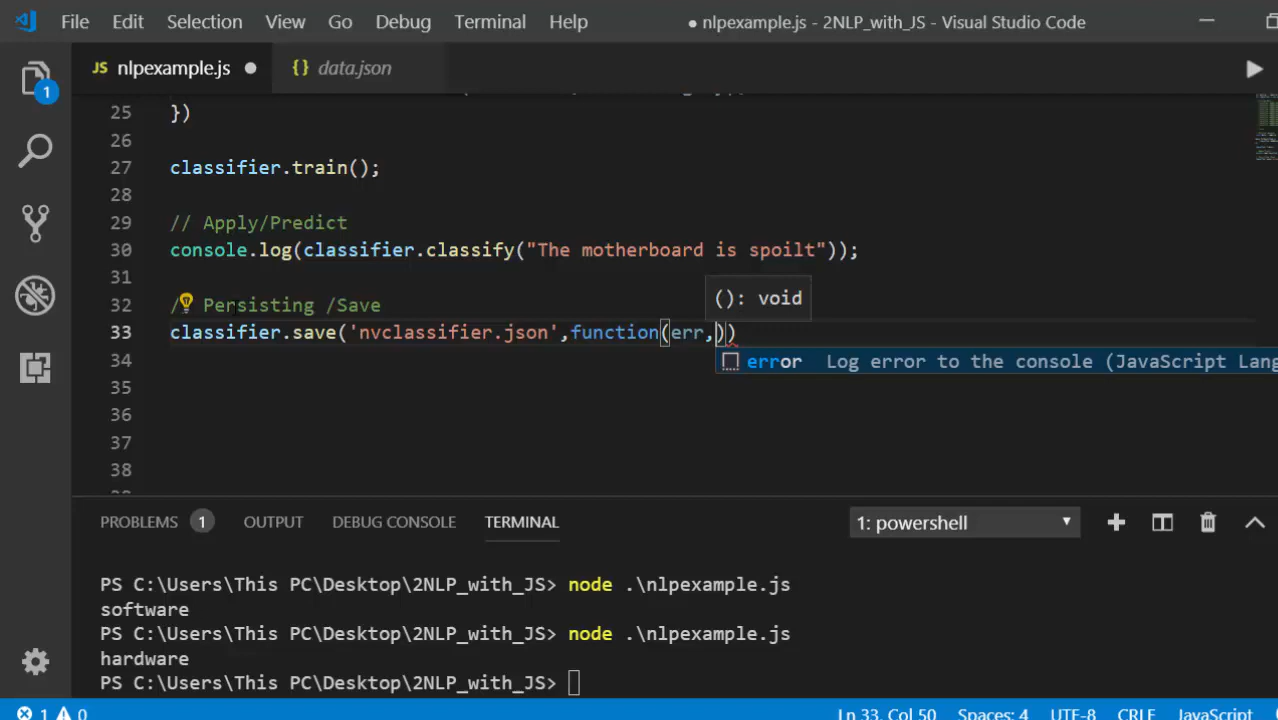 File Edit Selection View Go Debug Terminal Help ● nlpexample.js - 2NLP_with_JS - Visual Studio Code
JS nlpexample.js ● {} data.json
1
25 })
26
27 classifier.train();
28
29 // Apply/Predict
30 console.log(classifier.classify("The motherboard is spoilt"));
31
(): void
32 / Persisting /Save
33 classifier.save('nvclassifier.json',function(err,))
error Log error to the console (JavaScript Lang
34
35
36
37
38
PROBLEMS 1 OUTPUT DEBUG CONSOLE TERMINAL 1: powershell
PS C:\Users\This PC\Desktop\2NLP_with_JS> node .\nlpexample.js
software
PS C:\Users\This PC\Desktop\2NLP_with_JS> node .\nlpexample.js
hardware
PS C:\Users\This PC\Desktop\2NLP_with_JS>
1 0 Ln 33, Col 50 Spaces: 4 UTF-8 CRLF JavaScript